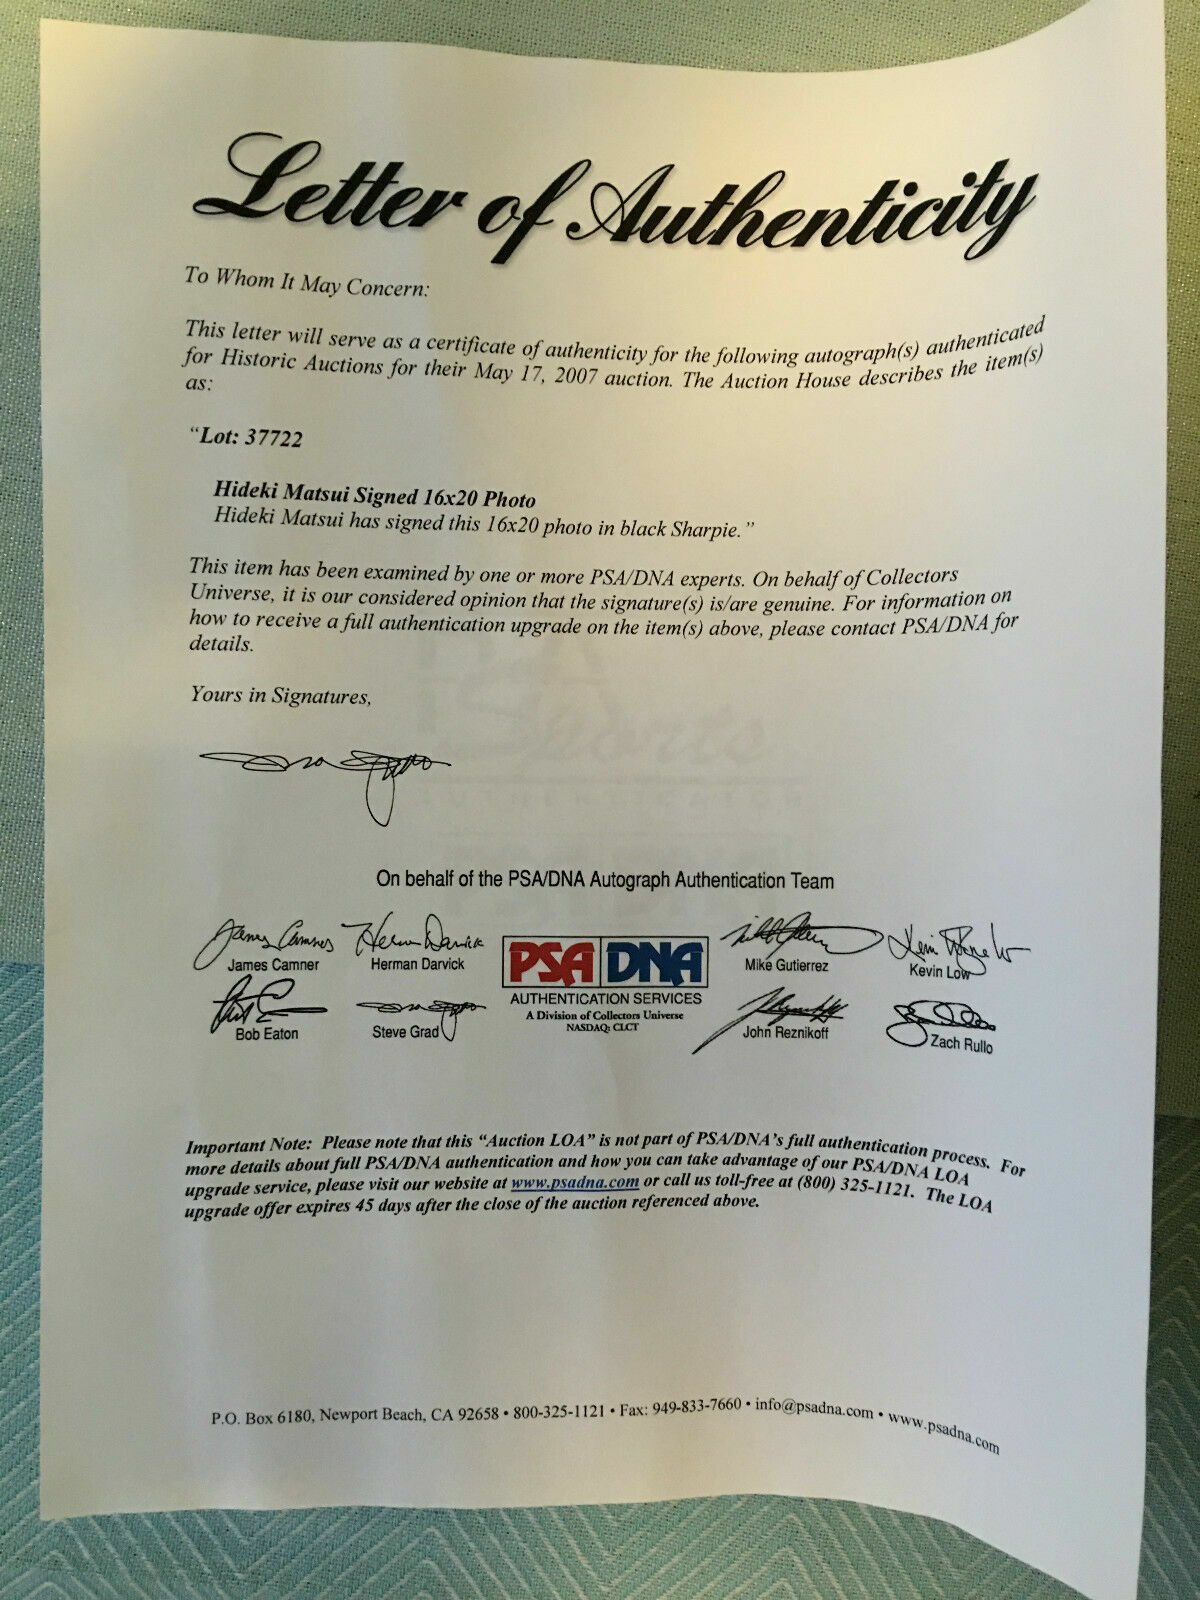 Letter of Authenticity
To Whom It May Concern:
This letter will serve as a certificate of authenticity for the following autograph(s) authenticated
for Historic Auctions for their May 17, 2007 auction. The Auction House describes the item(s)
as:
“Lot: 37722
Hideki Matsui Signed 16x20 Photo
Hideki Matsui has signed this 16x20 photo in black Sharpie.”
This item has been examined by one or more PSA/DNA experts. On behalf of Collectors
Universe, it is our considered opinion that the signature(s) is/are genuine. For information on
how to receive a full authentication upgrade on the item(s) above, please contact PSA/DNA for
details.
Yours in Signatures,
On behalf of the PSA/DNA Autograph Authentication Team
James Camner Herman Darvick
James Camner Herman Darvick
Bob Eaton Steve Grad
PSA DNA
AUTHENTICATION SERVICES
A Division of Collectors Universe
NASDAQ: CLCT
Mike Gutierrez Kevin Low
John Reznikoff Zach Rullo
Important Note: Please note that this “Auction LOA” is not part of PSA/DNA’s full authentication process. For
more details about full PSA/DNA authentication and how you can take advantage of our PSA/DNA LOA
upgrade service, please visit our website at www.psadna.com or call us toll-free at (800) 325-1121. The LOA
upgrade offer expires 45 days after the close of the auction referenced above.
P.O. Box 6180, Newport Beach, CA 92658 • 800-325-1121 • Fax: 949-833-7660 • info@psadna.com • www.psadna.com